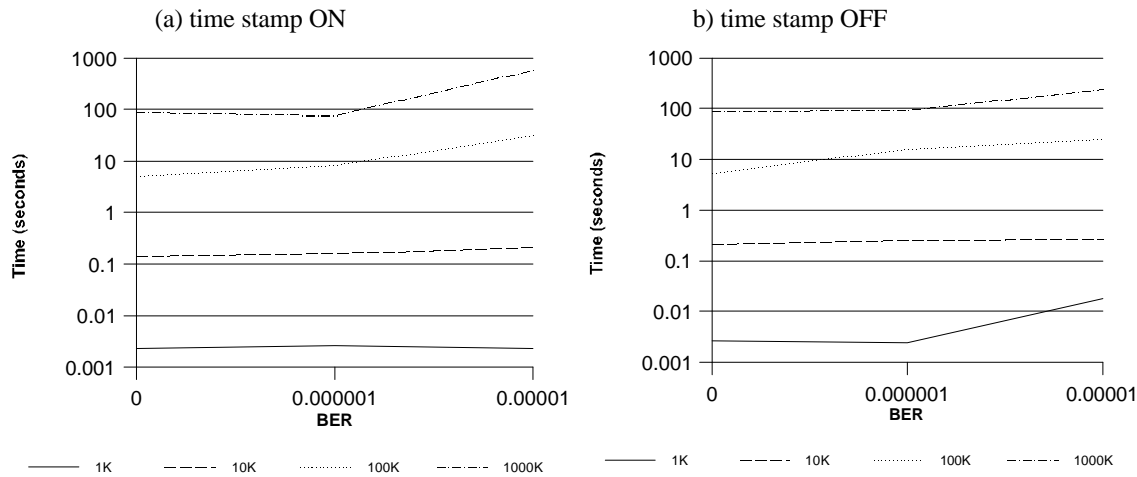 (a) time stamp ON
1000
100
10
1
0.1
0.01
0.001
Time (seconds)
0 0.000001 0.00001
BER
1K 10K 100K 1000K
b) time stamp OFF
1000
100
10
1
0.1
0.01
0.001
Time (seconds)
0 0.000001 0.00001
BER
1K 10K 100K 1000K